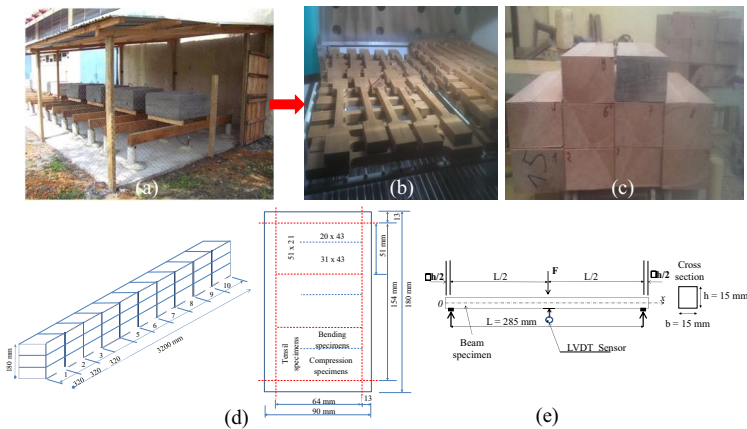 (a)
(b)
(c)
180 mm
1
2
3
5
6
7
8
9
10
320
320
320
3200 mm
(d)
13
51 x 21
20 x 43
31 x 43
51 mm
154 mm
180 mm
Tensil
specimens
Bending
specimens
Compression
specimens
64 mm
13
90 mm
h/2
L/2
F
L/2
h/2
Cross
section
0
x
h = 15 mm
L = 285 mm
b = 15 mm
Beam
specimen
LVDT Sensor
(e)